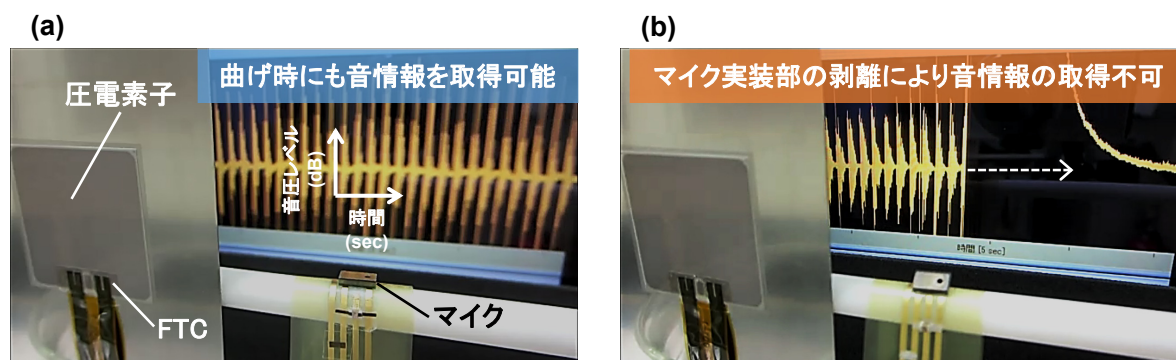 (a)
曲げ時にも音情報を取得可能
圧電素子
音圧レベル
(dB)
時間
(sec)
マイク
FTC
(b)
マイク実装部の剥離により音情報の取得不可
時間 [5 sec]